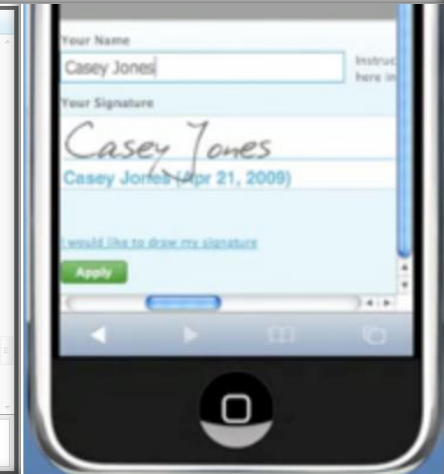 Your Name
Casey Jones
Instruc
here in
Your Signature
Casey Jones
Casey Jones (Apr 21, 2009)
I would like to draw my signature
Apply